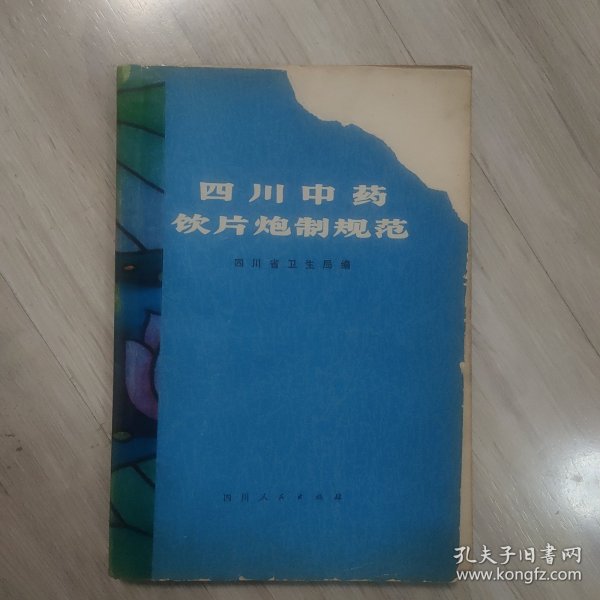 四川中药
饮片炮制规范
四川省卫生局编
四川人民出版社
孔夫子旧書网
www.kongfz.com